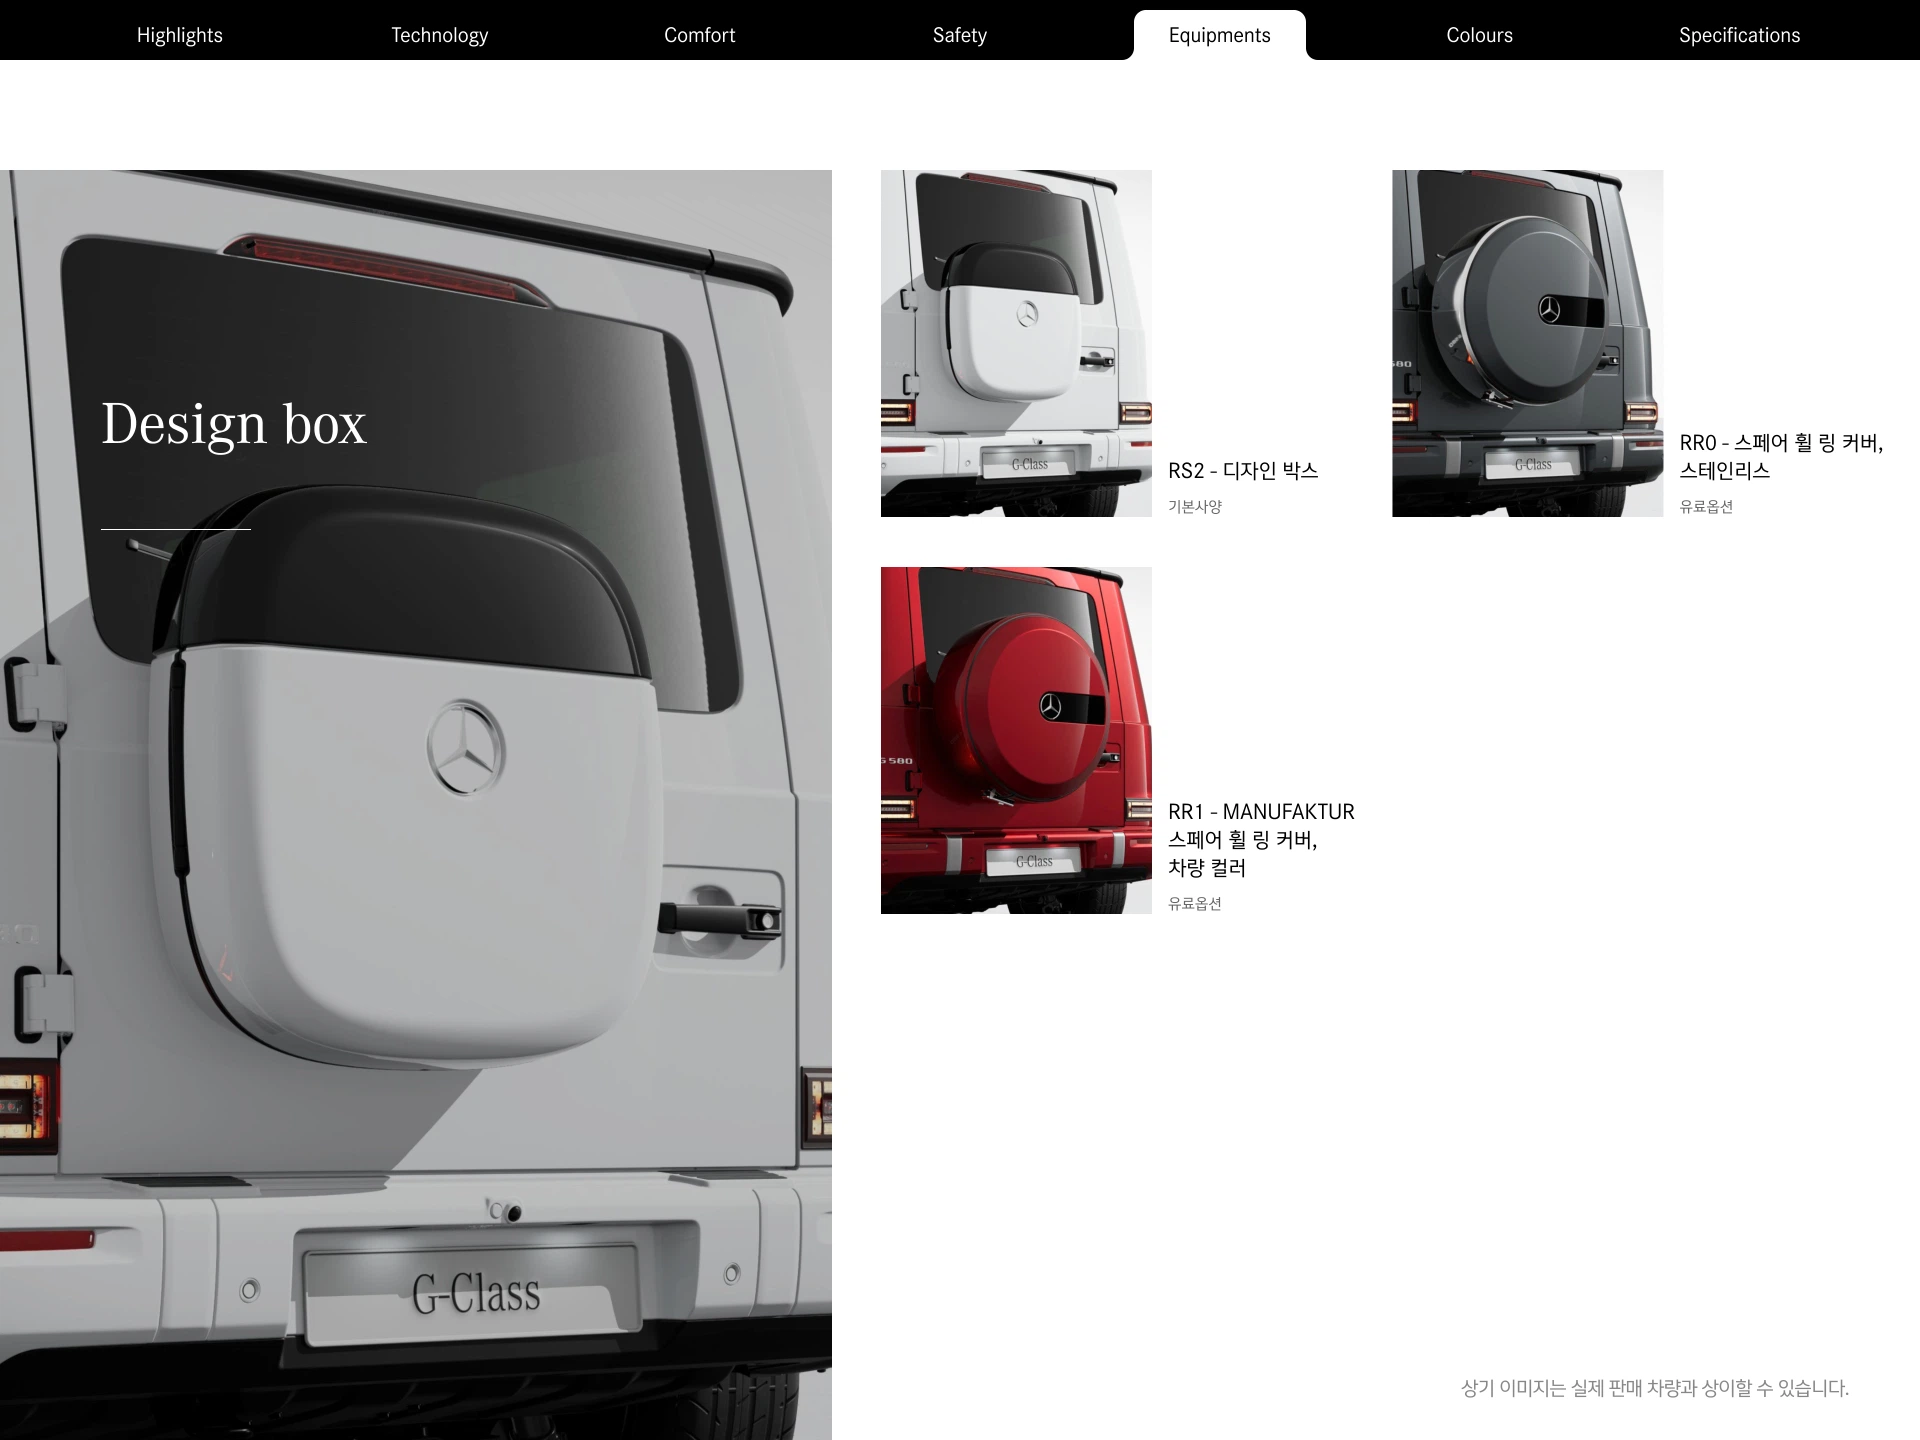 Highlights
Technology
Comfort
Safety
Equipments
Colours
Specifications
Design box
G-Class
G-Class
RS2 - 디자인 박스
기본사양
580
G-Class
RR0 - 스페어 휠 링 커버,
스테인리스
유료옵션
G 580
G-Class
RR1 - MANUFAKTUR
스페어 휠 링 커버,
차량 컬러
유료옵션
상기 이미지는 실제 판매 차량과 상이할 수 있습니다.